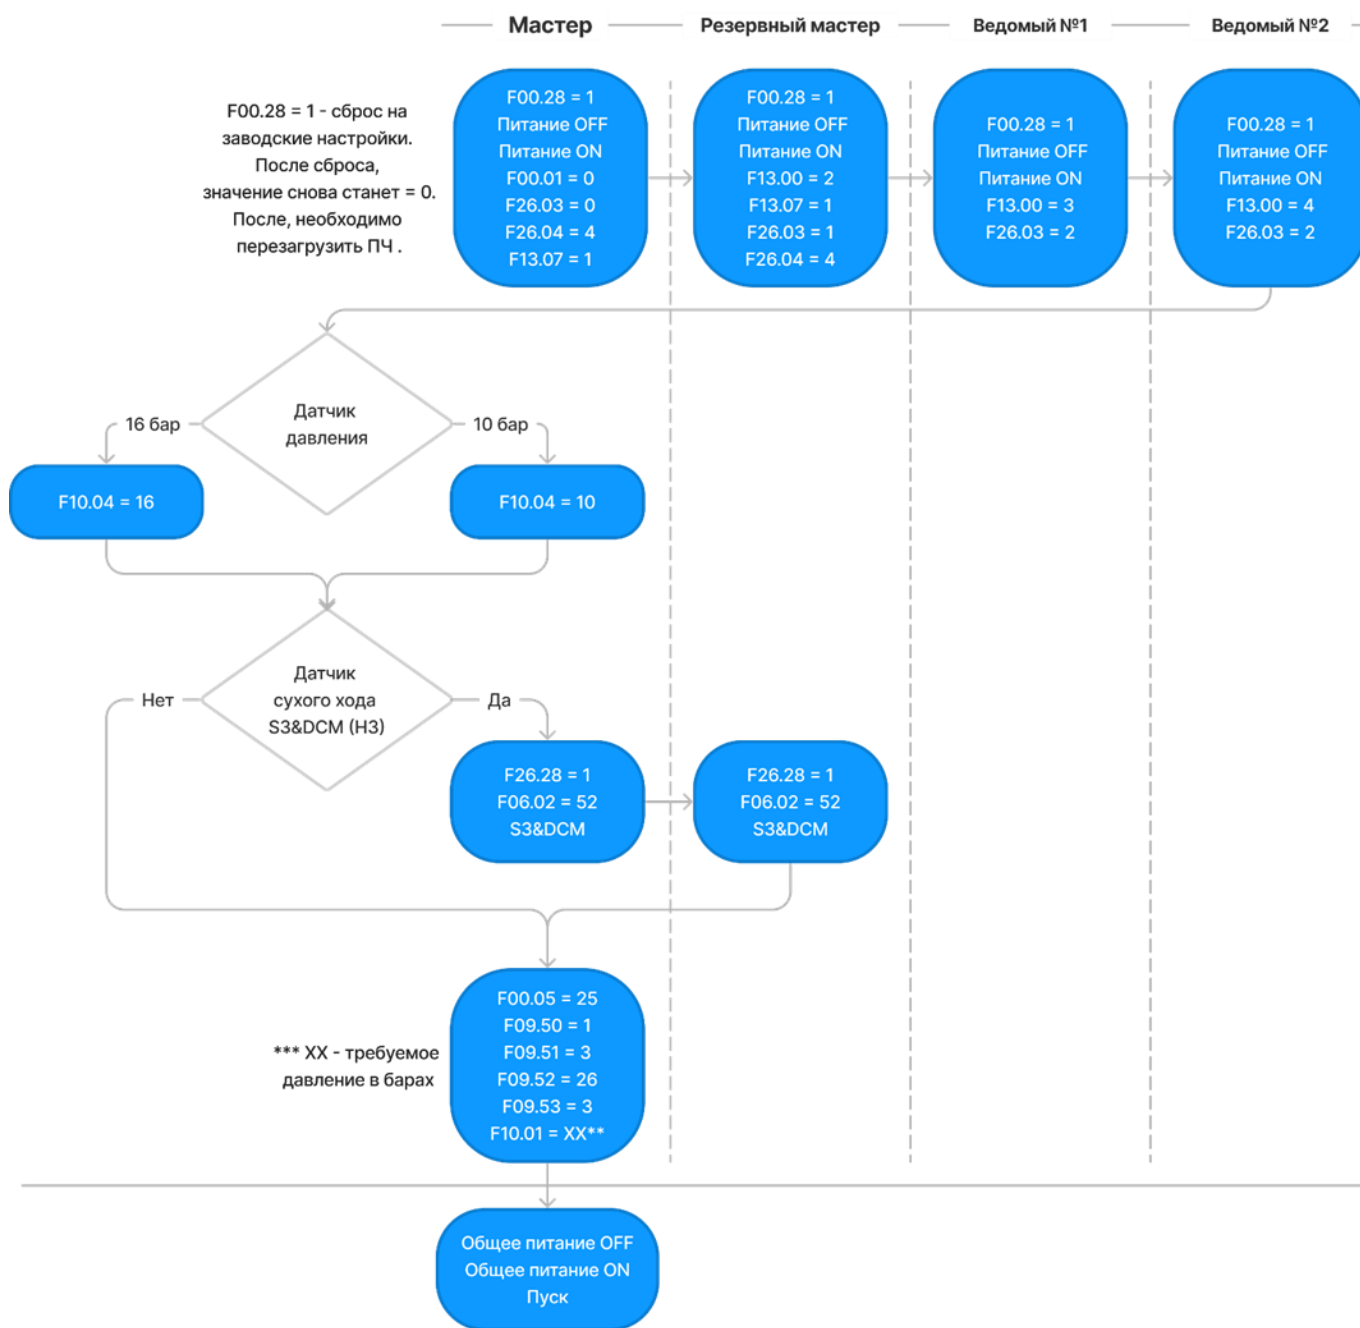 Мастер
Резервный мастер
Ведомый №1
Ведомый №2
F00.28 = 1 - сброс на
заводские настройки.
После сброса,
значение снова станет = 0.
После, необходимо
перезагрузить ПЧ .
F00.28 = 1
Питание OFF
Питание ON
F00.01 = 0
F26.03 = 0
F26.04 = 4
F13.07 = 1
F00.28 = 1
Питание OFF
Питание ON
F13.00 = 2
F13.07 = 1
F26.03 = 1
F26.04 = 4
F00.28 = 1
Питание OFF
Питание ON
F13.00 = 3
F26.03 = 2
F00.28 = 1
Питание OFF
Питание ON
F13.00 = 4
F26.03 = 2
Датчик
давления
16 бар
10 бар
F10.04 = 16
F10.04 = 10
Датчик
сухого хода
S3&DCM (НЗ)
Нет
Да
F26.28 = 1
F06.02 = 52
S3&DCM
F26.28 = 1
F06.02 = 52
S3&DCM
*** XX - требуемое
давление в барах
F00.05 = 25
F09.50 = 1
F09.51 = 3
F09.52 = 26
F09.53 = 3
F10.01 = XX**
Общее питание OFF
Общее питание ON
Пуск